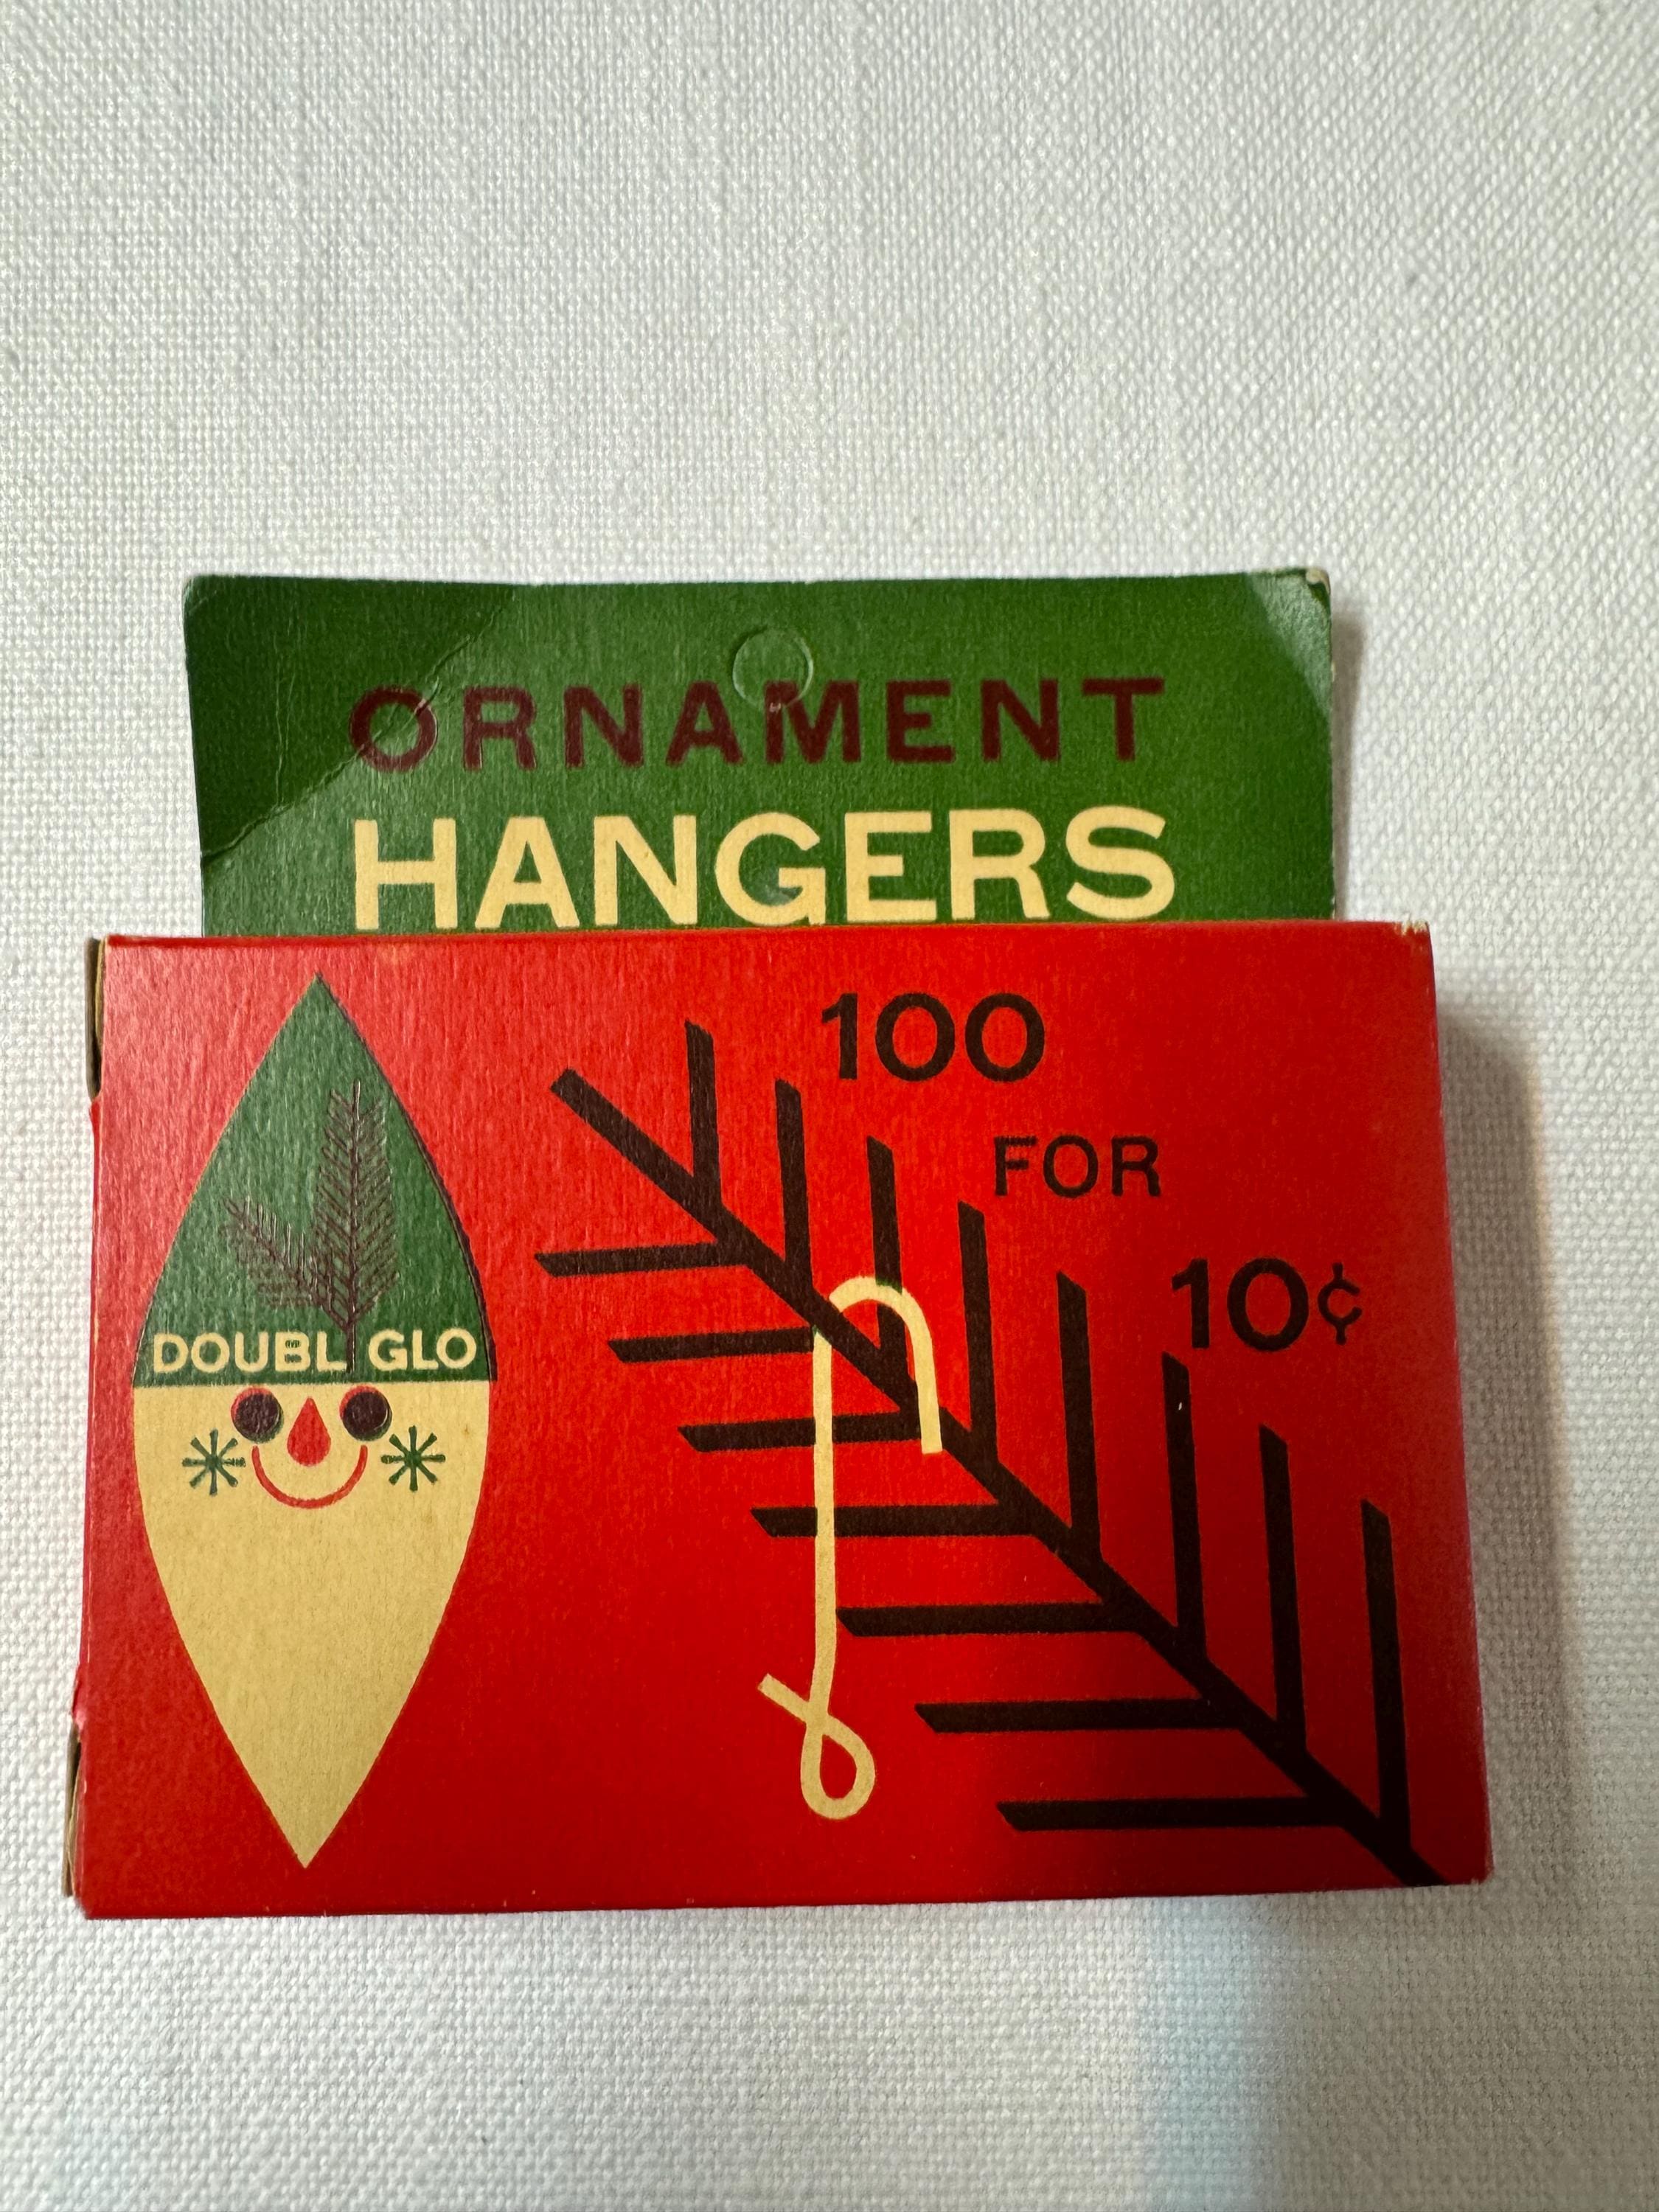 ORNAMENT
HANGERS
100
FOR
10¢
DOUBL GLO